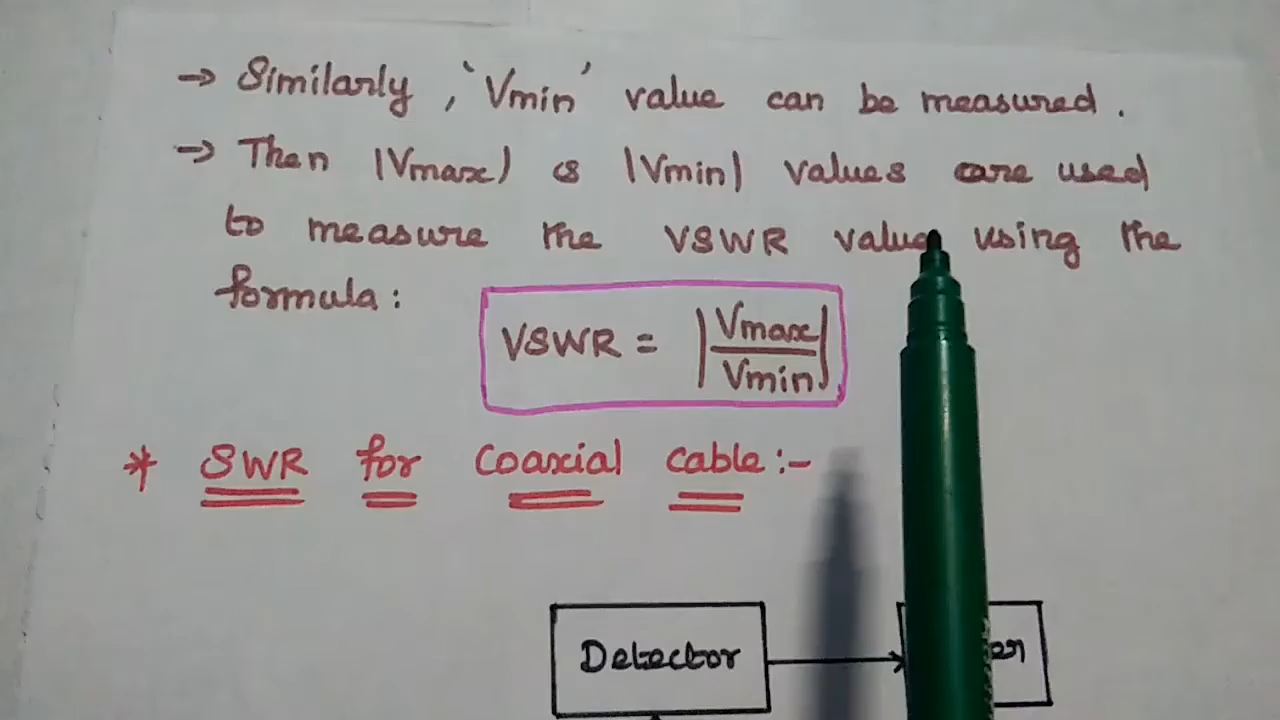 → Similarly, 'Vmin' value can be measured.
→ Then |Vmax| is |Vmin| values are used
to measure the VSWR value using the
formula:
VSWR = |Vmax/Vmin|
* SWR for Coaxial cable:-
Detector